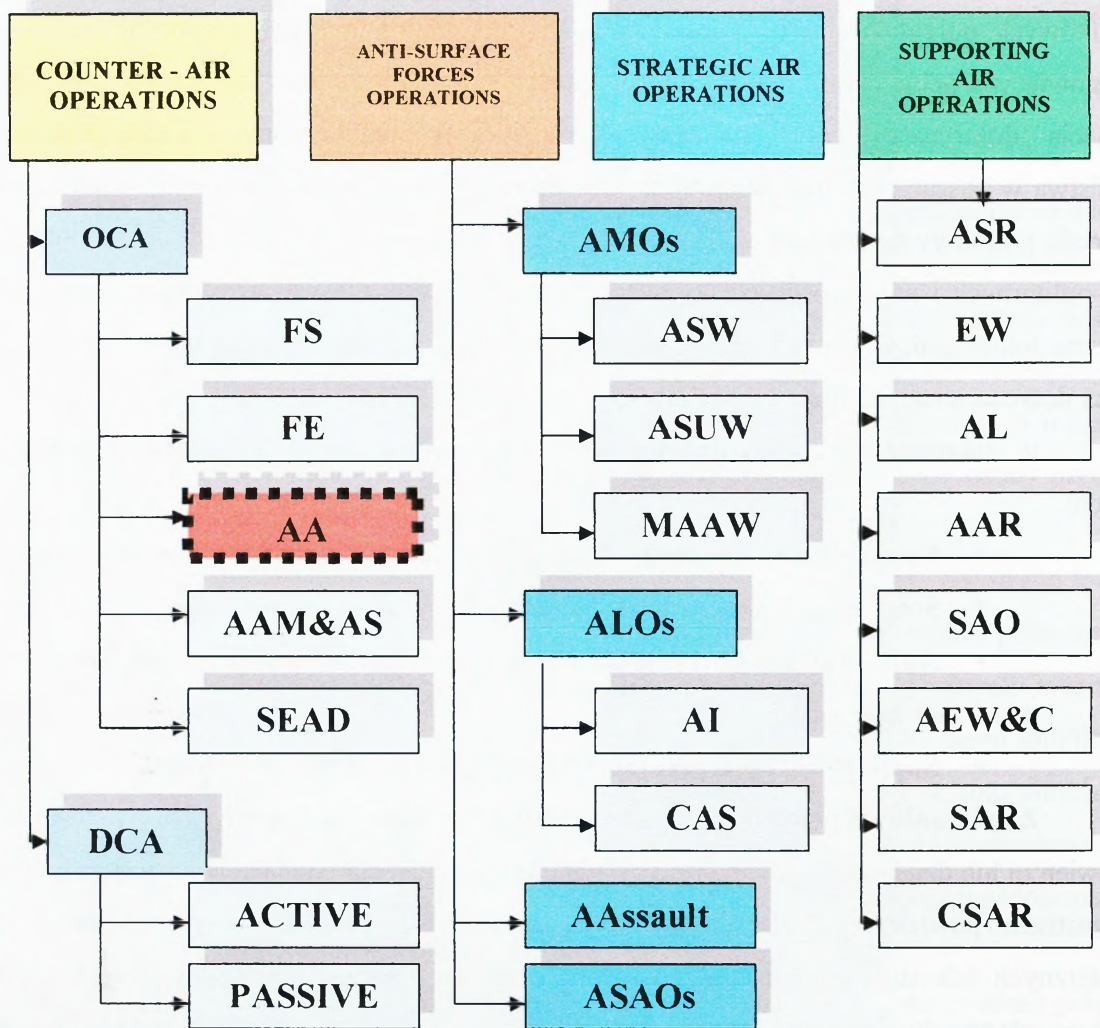 COUNTER - AIR
OPERATIONS
ANTI-SURFACE
FORCES
OPERATIONS
STRATEGIC AIR
OPERATIONS
SUPPORTING
AIR
OPERATIONS
OCA
FS
FE
AA
AAM&AS
SEAD
DCA
ACTIVE
PASSIVE
AMOs
ASW
ASUW
MAAW
ALOs
AI
CAS
AAssault
ASAOs
ASR
EW
AL
AAR
SAO
AEW&C
SAR
CSAR